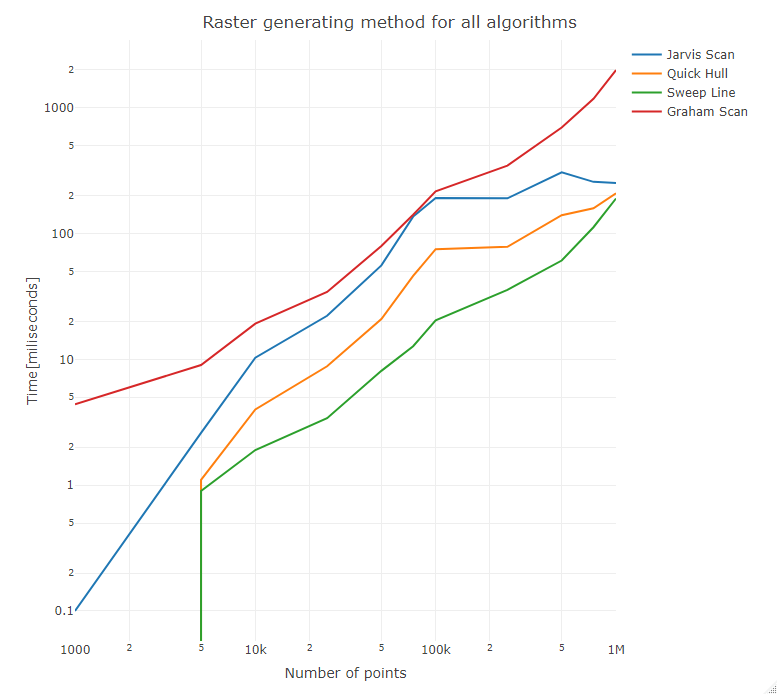 Raster generating method for all algorithms
Jarvis Scan
Quick Hull
Sweep Line
Graham Scan
Time[miliseconds]
2
1000
5
2
100
5
2
10
5
2
1
5
2
0.1
1000 2 5 10k 2 5 100k 2 5 1M
Number of points